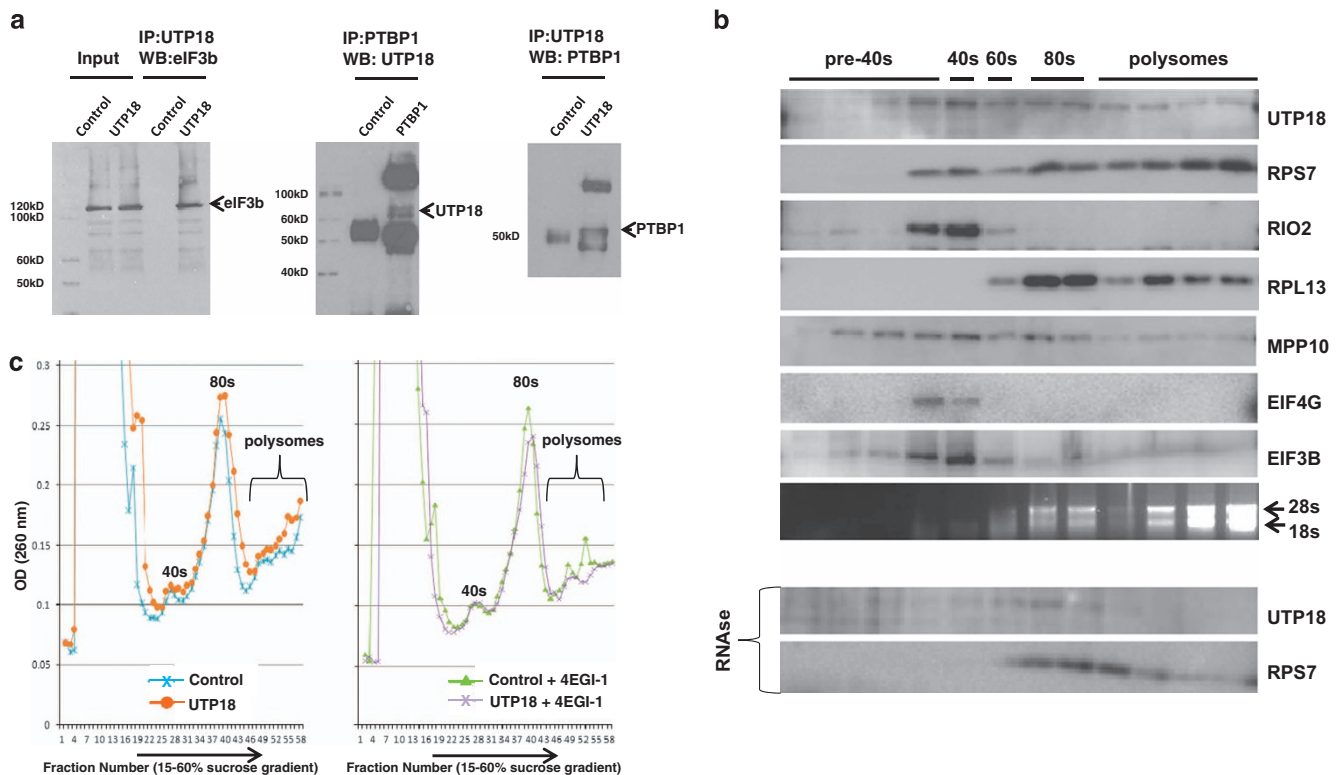 a
IP:UTP18
Input WB:eIF3b
Control UTP18 Control UTP18
120kD
100kD
60kD
50kD
eIF3b
IP:PTBP1
WB: UTP18
Control PTBP1
100kD
60kD
50kD
40kD
UTP18
IP:UTP18
WB: PTBP1
Control UTP18
50kD
PTBP1
b
pre-40s 40s 60s 80s polysomes
UTP18
RPS7
RIO2
RPL13
MPP10
EIF4G
EIF3B
28s
18s
RNAse
UTP18
RPS7
c
OD (260 nm)
0.3
0.25
0.2
0.15
0.1
0.05
0
80s
polysomes
40s
Control
UTP18
1 4 7 10 13 16 19 22 25 28 31 34 37 40 43 46 49 52 55 58
Fraction Number (15-60% sucrose gradient)
80s
polysomes
40s
Control + 4EGI-1
UTP18 + 4EGI-1
1 4 7 10 13 16 19 22 25 28 31 34 37 40 43 46 49 52 55 58
Fraction Number (15-60% sucrose gradient)